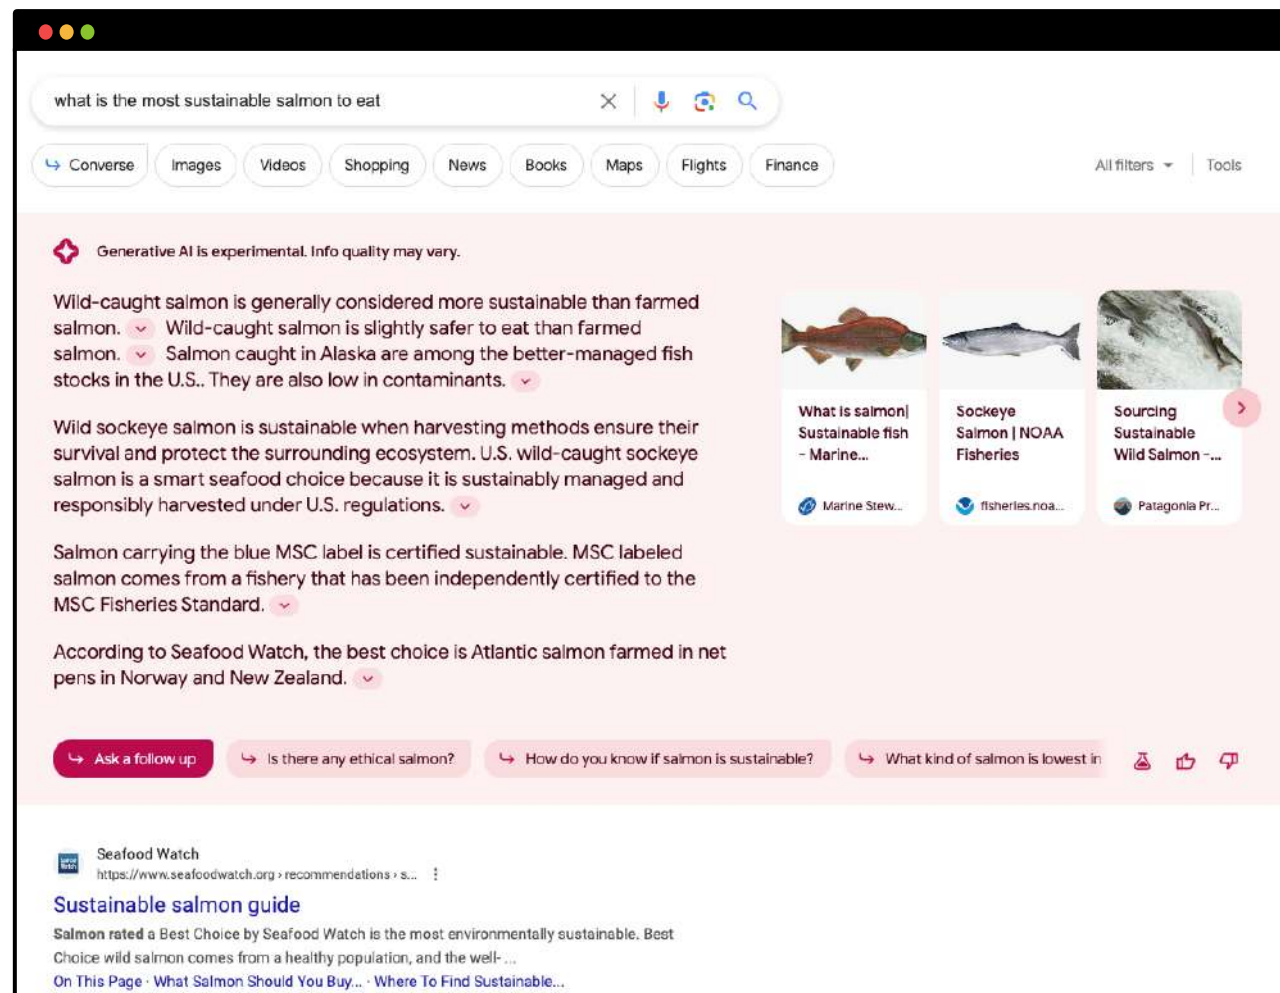 what is the most sustainable salmon to eat
Converse
Images
Videos
Shopping
News
Books
Maps
Flights
Finance
All filters
Tools
Generative AI is experimental. Info quality may vary.
Wild-caught salmon is generally considered more sustainable than farmed
salmon. Wild-caught salmon is slightly safer to eat than farmed
salmon. Salmon caught in Alaska are among the better-managed fish
stocks in the U.S.. They are also low in contaminants.
Wild sockeye salmon is sustainable when harvesting methods ensure their
survival and protect the surrounding ecosystem. U.S. wild-caught sockeye
salmon is a smart seafood choice because it is sustainably managed and
responsibly harvested under U.S. regulations.
Salmon carrying the blue MSC label is certified sustainable. MSC labeled
salmon comes from a fishery that has been independently certified to the
MSC Fisheries Standard.
According to Seafood Watch, the best choice is Atlantic salmon farmed in net
pens in Norway and New Zealand.
What is salmon|
Sustainable fish
- Marine...
Marine Stew...
Sockeye
Salmon | NOAA
Fisheries
fisheries.noa...
Sourcing
Sustainable
Wild Salmon -...
Patagonia Pr...
Ask a follow up
Is there any ethical salmon?
How do you know if salmon is sustainable?
What kind of salmon is lowest in
Seafood Watch
https://www.seafoodwatch.org › recommendations › s...
Sustainable salmon guide
Salmon rated a Best Choice by Seafood Watch is the most environmentally sustainable. Best
Choice wild salmon comes from a healthy population, and the well- ...
On This Page · What Salmon Should You Buy... · Where To Find Sustainable...